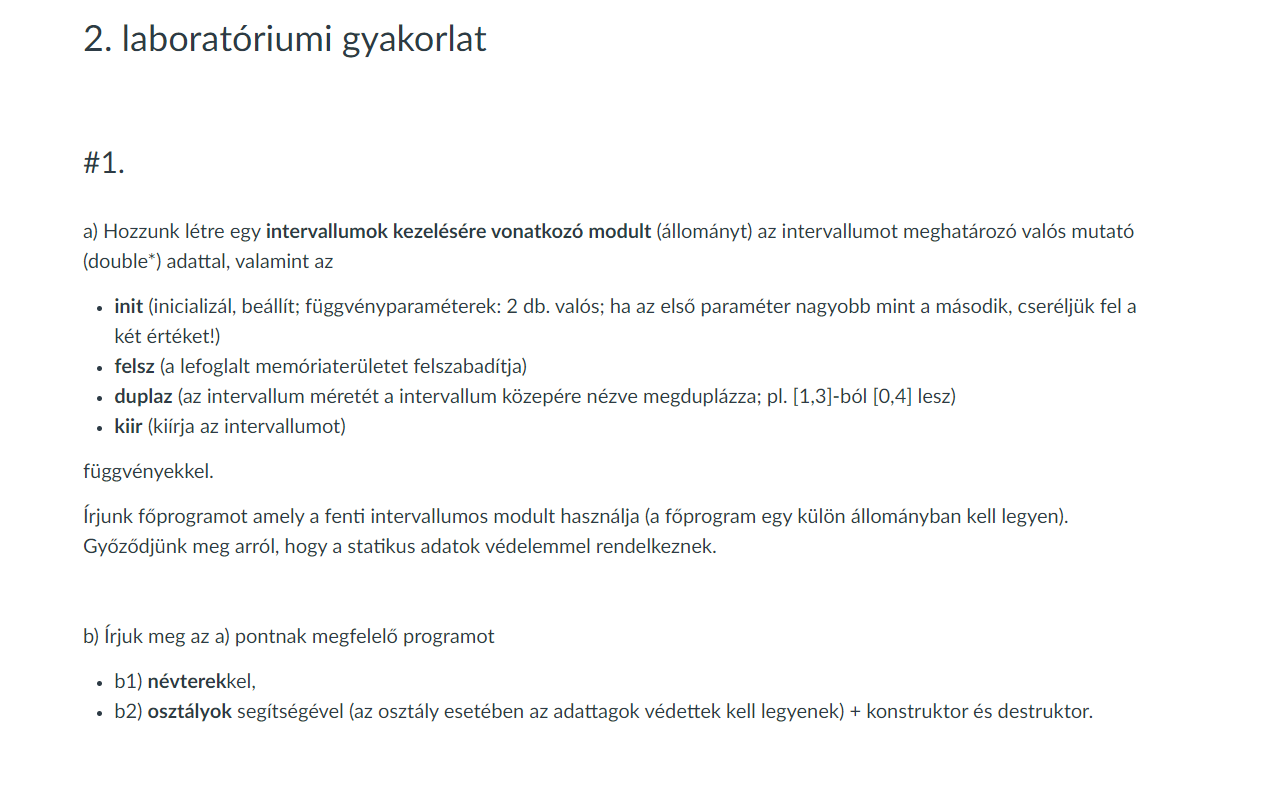 2. laboratóriumi gyakorlat
#1.
a) Hozzunk létre egy intervallumok kezelésére vonatkozó modult (állományt) az intervallumot meghatározó valós mutató
(double*) adattal, valamint az
• init (inicializál, beállít; függvényparaméterek: 2 db. valós; ha az első paraméter nagyobb mint a második, cseréljük fel a
két értéket!)
• felsz (a lefoglalt memóriaterületet felszabadítja)
• duplaz (az intervallum méretét a intervallum közepére nézve megduplázza; pl. [1,3]-ból [0,4] lesz)
• kiir (kiírja az intervallumot)
függvényekkel.
Írjunk főprogramot amely a fenti intervallumos modult használja (a főprogram egy külön állományban kell legyen).
Győződjünk meg arról, hogy a statikus adatok védelemmel rendelkeznek.
b) Írjuk meg az a) pontnak megfelelő programot
• b1) névterekkel,
• b2) osztályok segítségével (az osztály esetében az adattagok védettek kell legyenek) + konstruktor és destruktor.